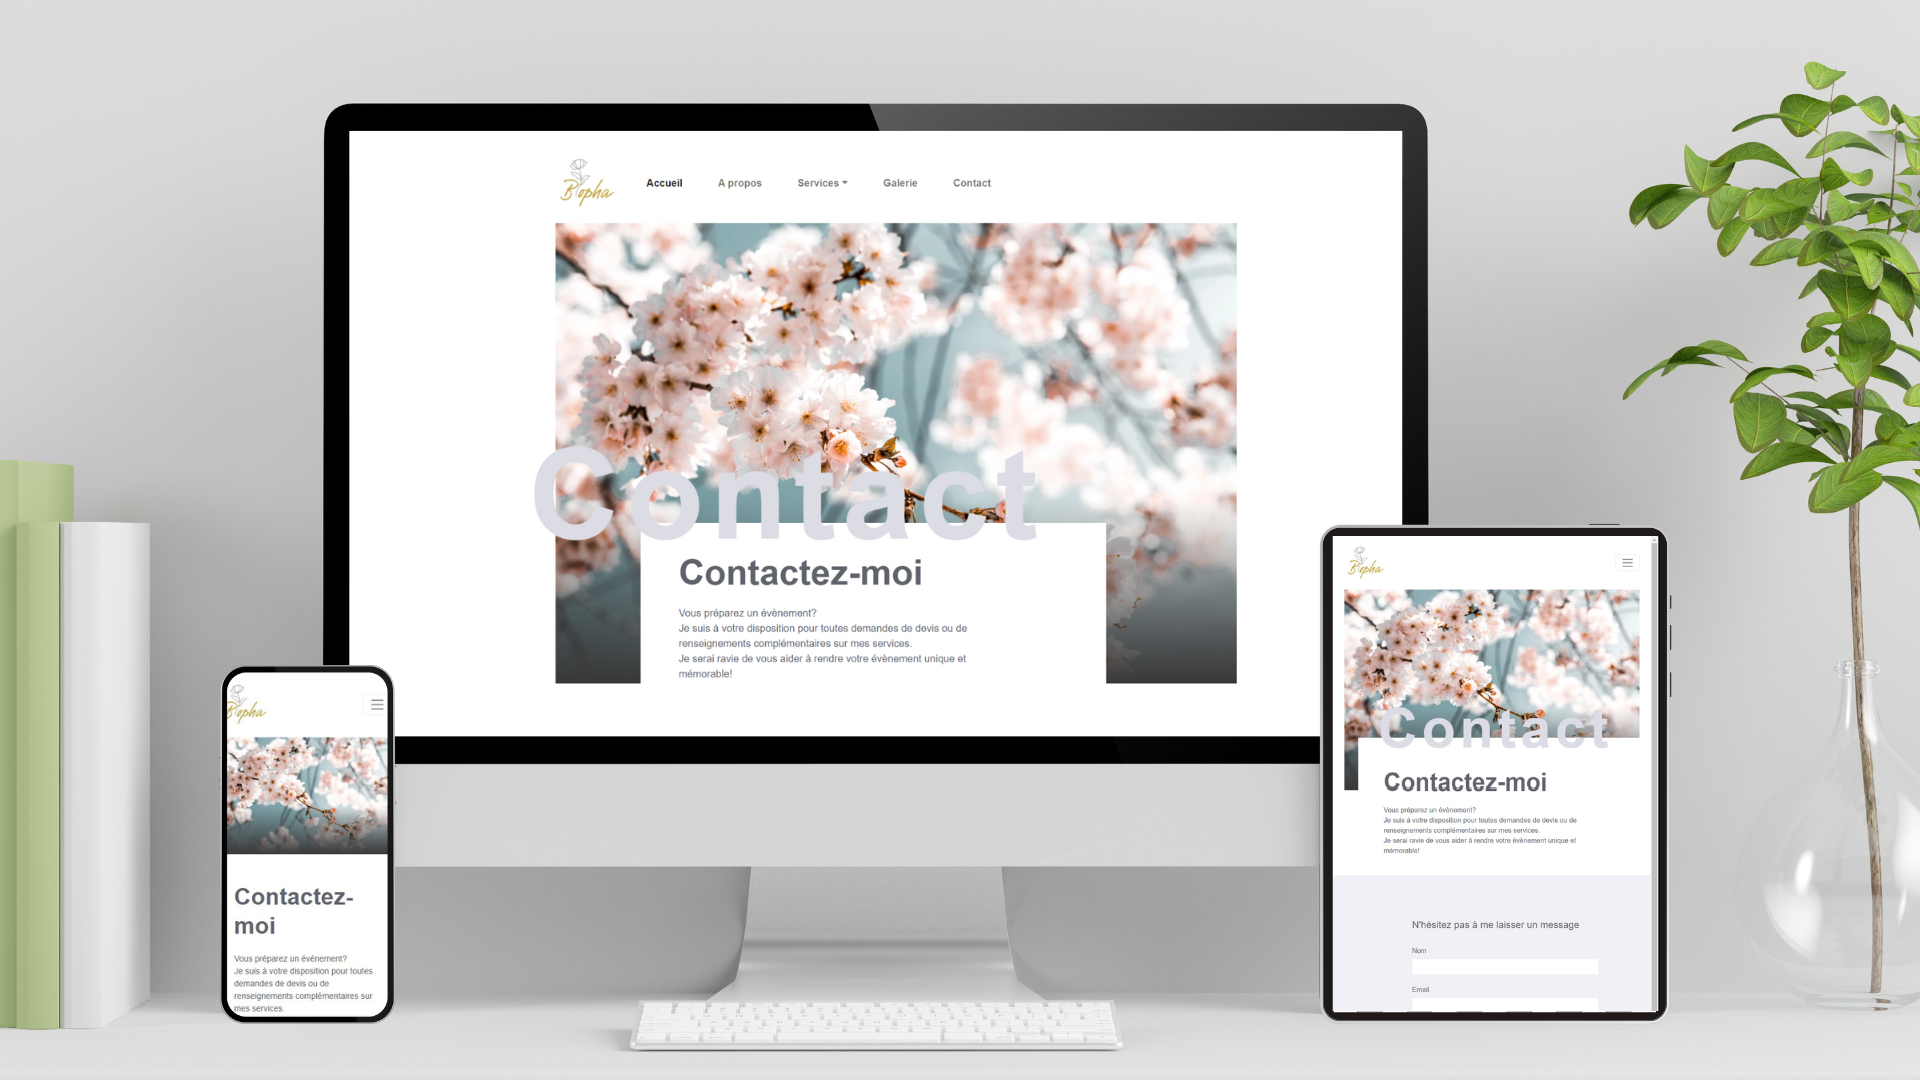 Bopha
Accueil A propos Services Galerie Contact
Contact
Contactez-moi
Vous préparez un évènement?
Je suis à votre disposition pour toutes demandes de devis ou de
renseignements complémentaires sur mes services.
Je serai ravie de vous aider à rendre votre évènement unique et
mémorable!
Bopha
Contactez-
moi
Vous préparez un évènement?
Je suis à votre disposition pour toutes
demandes de devis ou de
renseignements complémentaires sur
mes services.
Bopha
Contact
Contactez-moi
Vous préparez un évènement?
Je suis à votre disposition pour toutes demandes de devis ou de
renseignements complémentaires sur mes services.
Je serai ravie de vous aider à rendre votre évènement unique et
mémorable!
N'hésitez pas à me laisser un message
Nom
Email